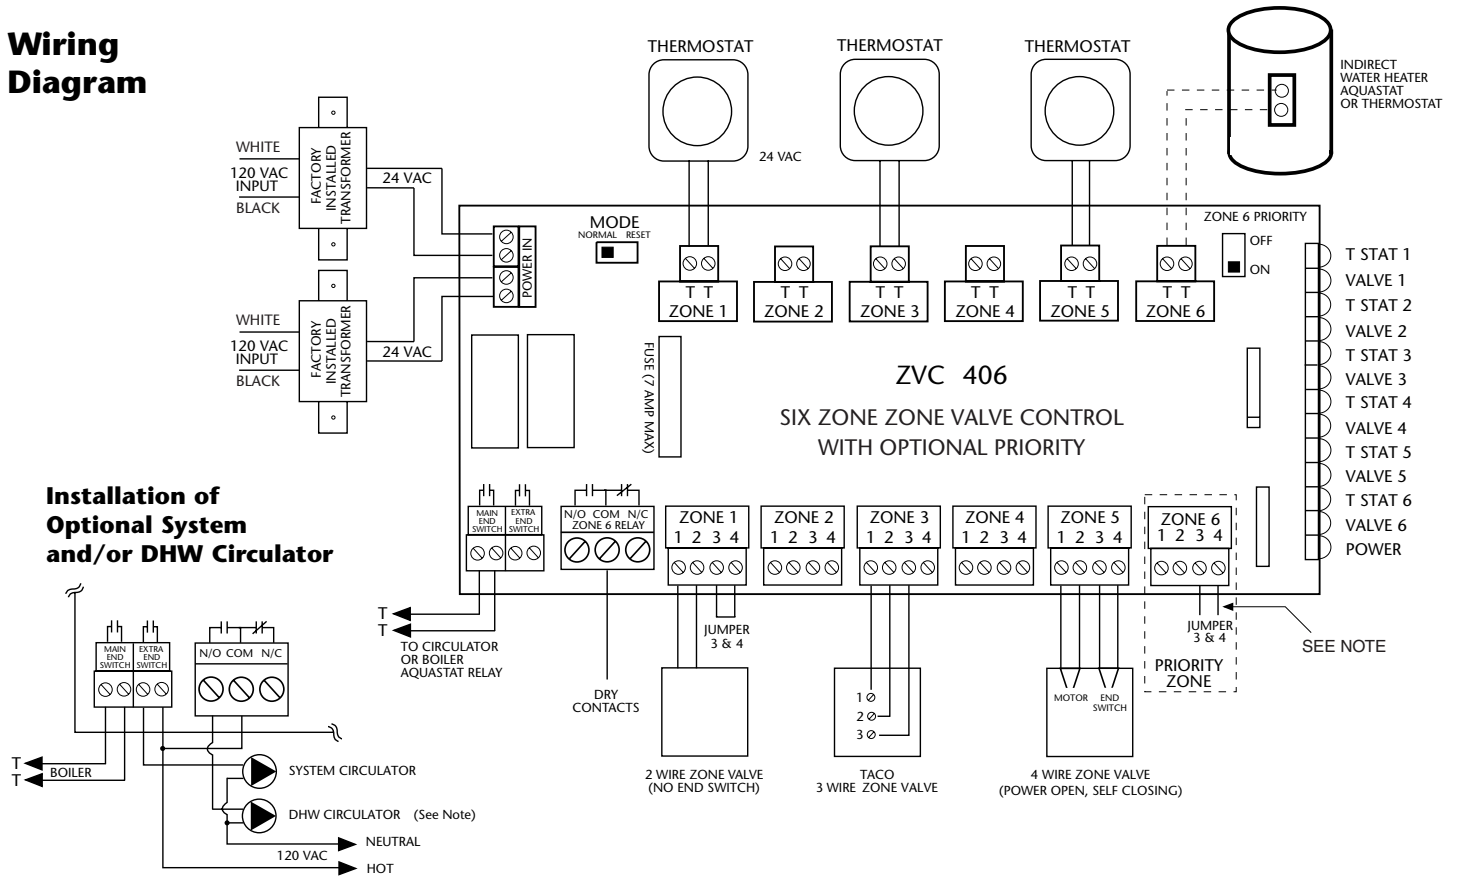 Wiring
Diagram
THERMOSTAT
THERMOSTAT
THERMOSTAT
INDIRECT
WATER HEATER
AQUASTAT
OR THERMOSTAT
24 VAC
WHITE
120 VAC
INPUT
BLACK
FACTORY
INSTALLED
TRANSFORMER
24 VAC
WHITE
120 VAC
INPUT
BLACK
FACTORY
INSTALLED
TRANSFORMER
24 VAC
POWER IN
MODE
NORMAL RESET
ZONE 6 PRIORITY
OFF
ON
T T
ZONE 1
T T
ZONE 2
T T
ZONE 3
T T
ZONE 4
T T
ZONE 5
T T
ZONE 6
T STAT 1
VALVE 1
T STAT 2
VALVE 2
T STAT 3
VALVE 3
T STAT 4
VALVE 4
T STAT 5
VALVE 5
T STAT 6
VALVE 6
POWER
FUSE (7 AMP MAX)
ZVC 406
SIX ZONE ZONE VALVE CONTROL
WITH OPTIONAL PRIORITY
MAIN
END
SWITCH
EXTRA
END
SWITCH
N/O COM N/C
ZONE 6 RELAY
ZONE 1
1 2 3 4
ZONE 2
1 2 3 4
ZONE 3
1 2 3 4
ZONE 4
1 2 3 4
ZONE 5
1 2 3 4
ZONE 6
1 2 3 4
T
T
TO CIRCULATOR
OR BOILER
AQUASTAT RELAY
DRY
CONTACTS
JUMPER
3 & 4
2 WIRE ZONE VALVE
(NO END SWITCH)
1
2
3
TACO
3 WIRE ZONE VALVE
MOTOR
END
SWITCH
4 WIRE ZONE VALVE
(POWER OPEN, SELF CLOSING)
JUMPER
3 & 4
PRIORITY
ZONE
SEE NOTE
Installation of
Optional System
and/or DHW Circulator
MAIN
END
SWITCH
EXTRA
END
SWITCH
N/O COM N/C
T
T
BOILER
SYSTEM CIRCULATOR
DHW CIRCULATOR (See Note)
NEUTRAL
120 VAC
HOT